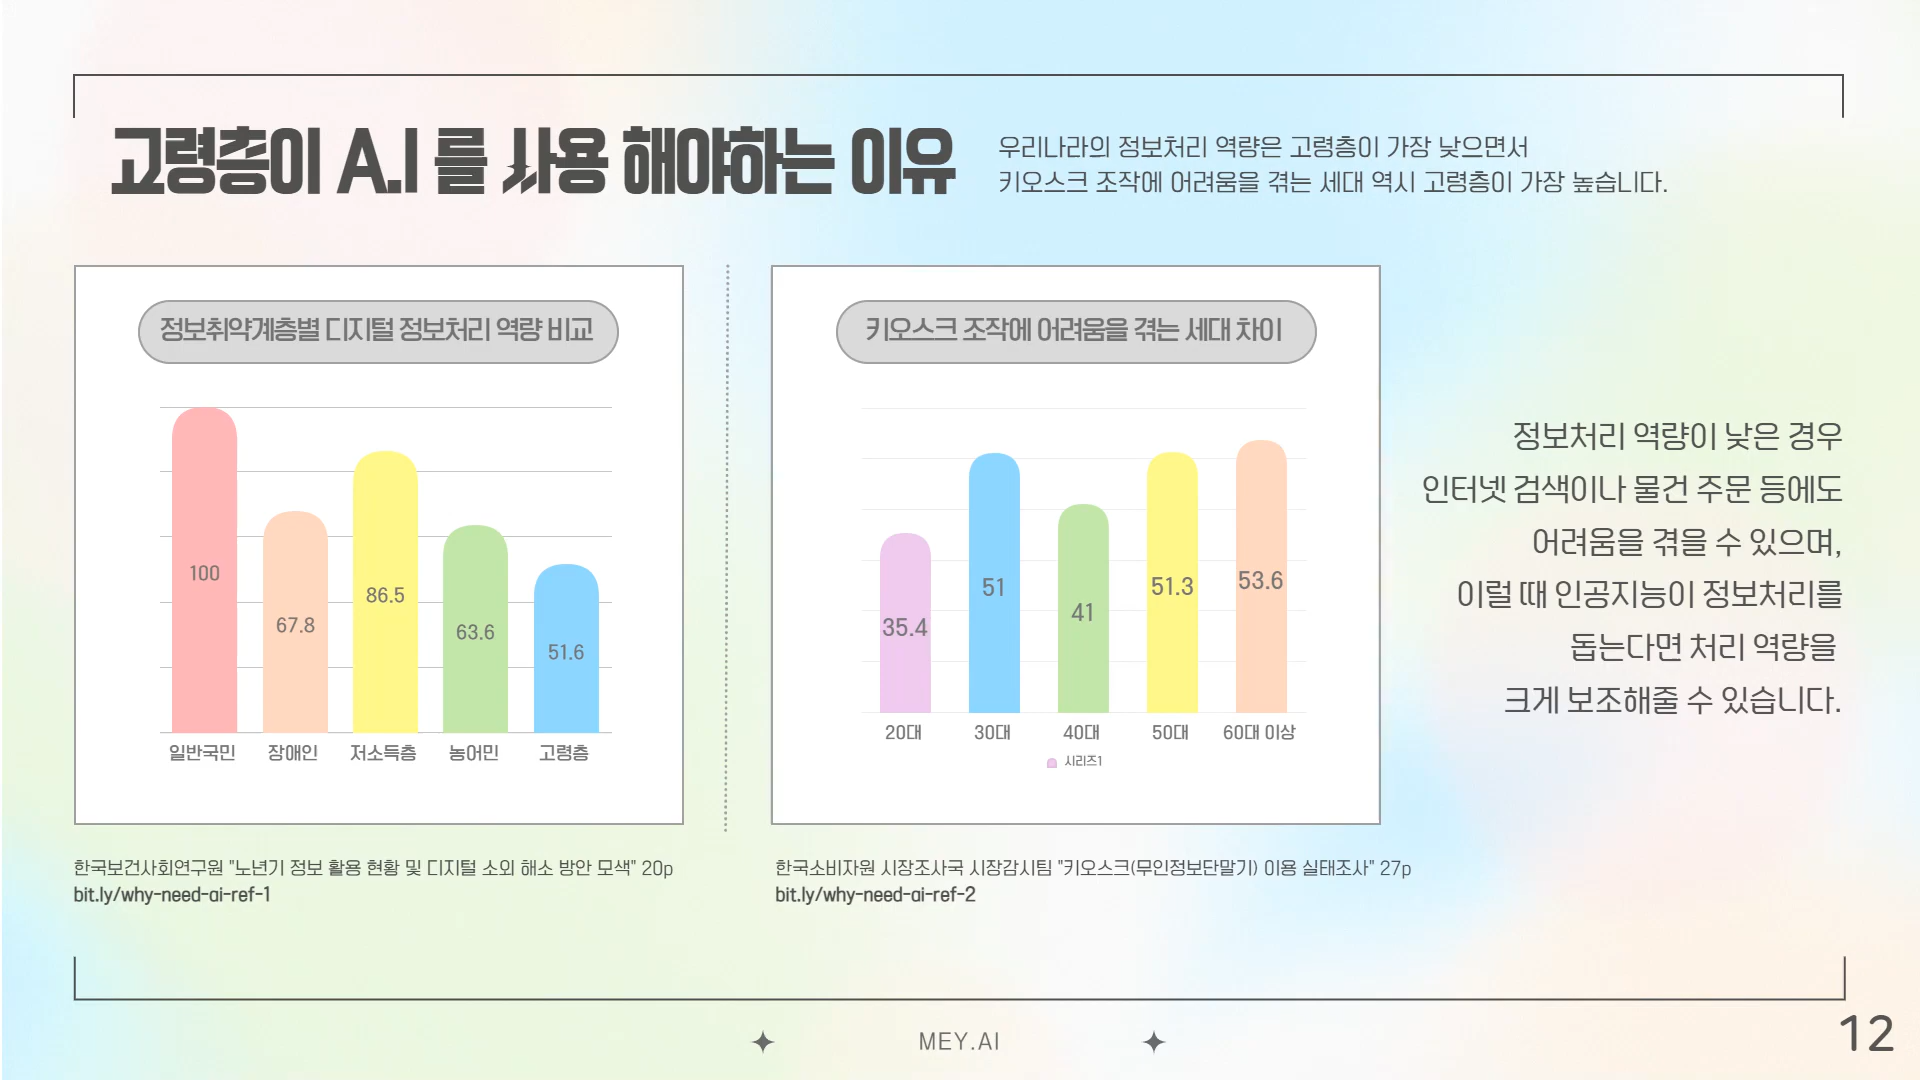 고령층이 A.I 를 사용 해야하는 이유
우리나라의 정보처리 역량은 고령층이 가장 낮으면서
키오스크 조작에 어려움을 겪는 세대 역시 고령층이 가장 높습니다.
정보취약계층별 디지털 정보처리 역량 비교
100
67.8
86.5
63.6
51.6
일반국민
장애인
저소득층
농어민
고령층
키오스크 조작에 어려움을 겪는 세대 차이
35.4
51
41
51.3
53.6
20대
30대
40대
50대
60대 이상
시리즈1
정보처리 역량이 낮은 경우
인터넷 검색이나 물건 주문 등에도
어려움을 겪을 수 있으며,
이럴 때 인공지능이 정보처리를
돕는다면 처리 역량을
크게 보조해줄 수 있습니다.
한국보건사회연구원 "노년기 정보 활용 현황 및 디지털 소외 해소 방안 모색" 20p
bit.ly/why-need-ai-ref-1
한국소비자원 시장조사국 시장감시팀 "키오스크(무인정보단말기) 이용 실태조사" 27p
bit.ly/why-need-ai-ref-2
MEY.AI
12